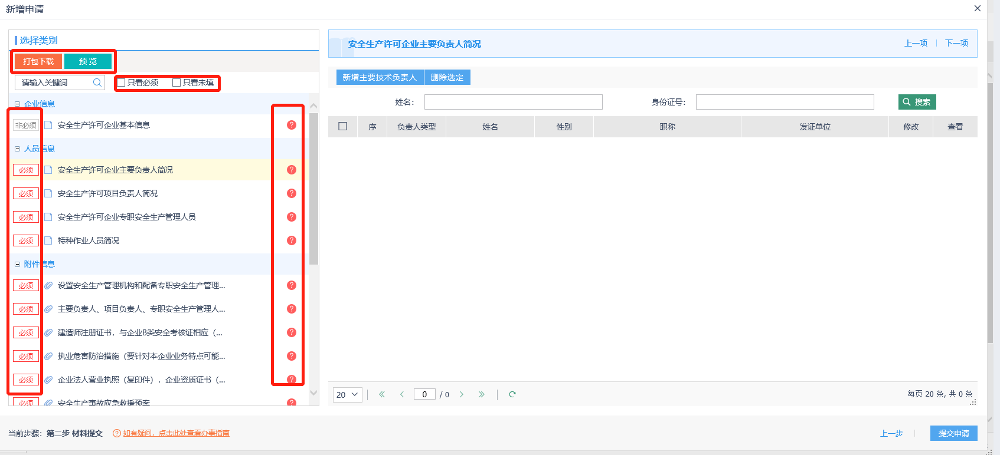 新增申请
选择类别
打包下载 预 览
请输入关键词 只看必须 只看未填
企业信息
非必须 安全生产许可企业基本信息 ?
人员信息
必须 安全生产许可企业主要负责人简况 ?
必须 安全生产许可项目负责人简况 ?
必须 安全生产许可企业专职安全生产管理人员 ?
必须 特种作业人员简况 ?
附件信息
必须 设置安全生产管理机构和配备专职安全生产管理... ?
必须 主要负责人、项目负责人、专职安全生产管理人... ?
必须 建造师注册证书，与企业B类安全考核证相应（... ?
必须 执业危害防治措施（要针对本企业业务特点可能... ?
必须 企业法人营业执照（复印件），企业资质证书（... ?
必须 安全生产事故应急救援预案 ?
安全生产许可企业主要负责人简况 上一项 下一项
新增主要技术负责人 删除选定
姓名: 身份证号: 搜索
序 负责人类型 姓名 性别 职称 发证单位 修改 查看
20 0 / 0 每页 20 条, 共 0 条
当前步骤: 第二步 材料提交 ? 如有疑问，点击此处查看办事指南 上一步 提交申请